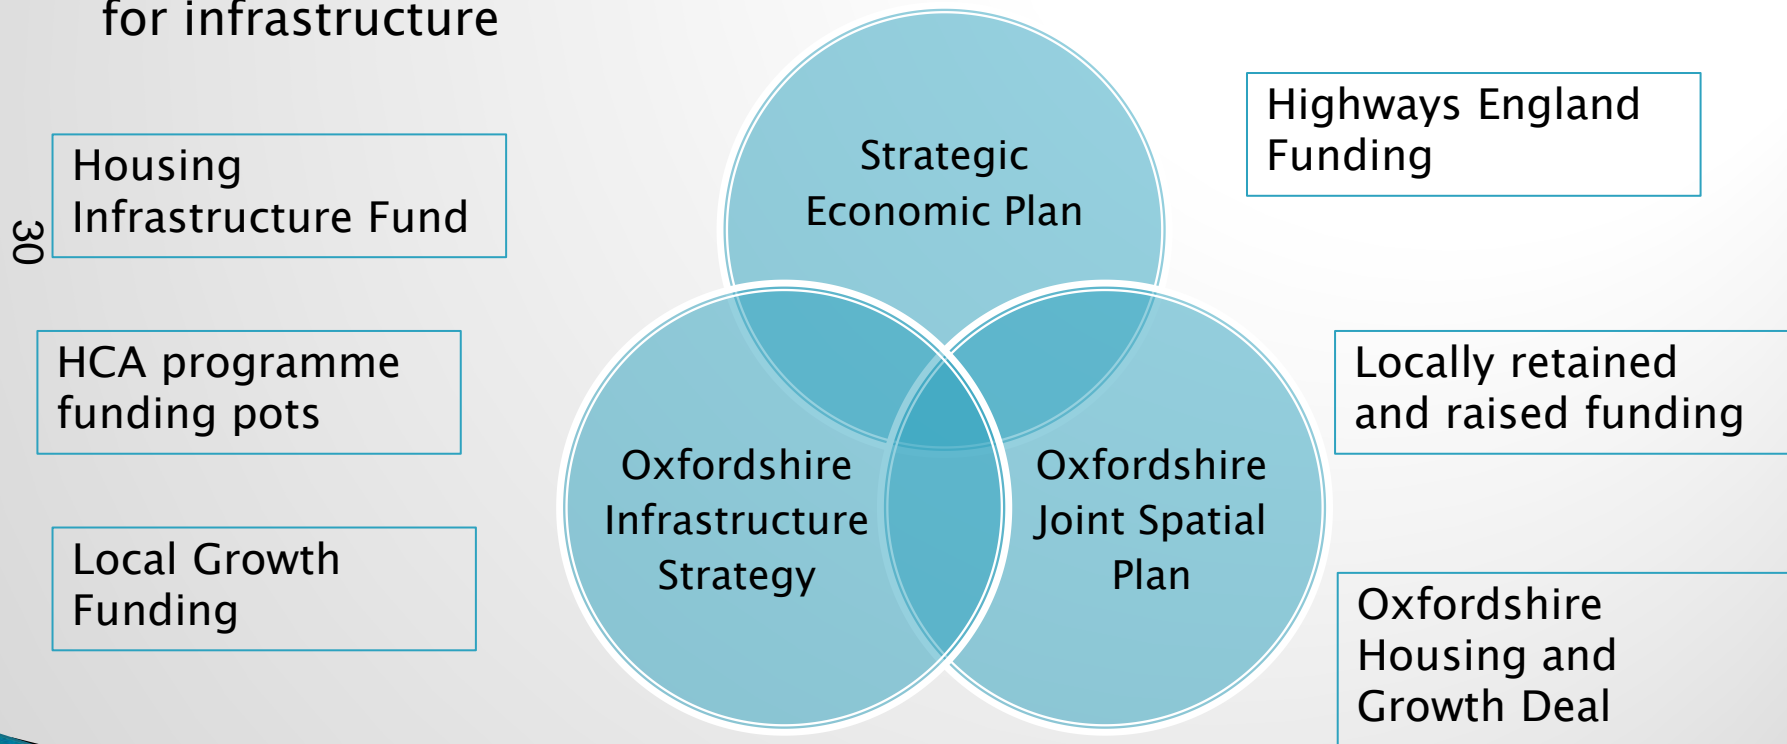 for infrastructure
Housing
Infrastructure Fund
30
HCA programme
funding pots
Local Growth
Funding
Strategic
Economic Plan
Oxfordshire
Infrastructure
Strategy
Oxfordshire
Joint Spatial
Plan
Highways England
Funding
Locally retained
and raised funding
Oxfordshire
Housing and
Growth Deal